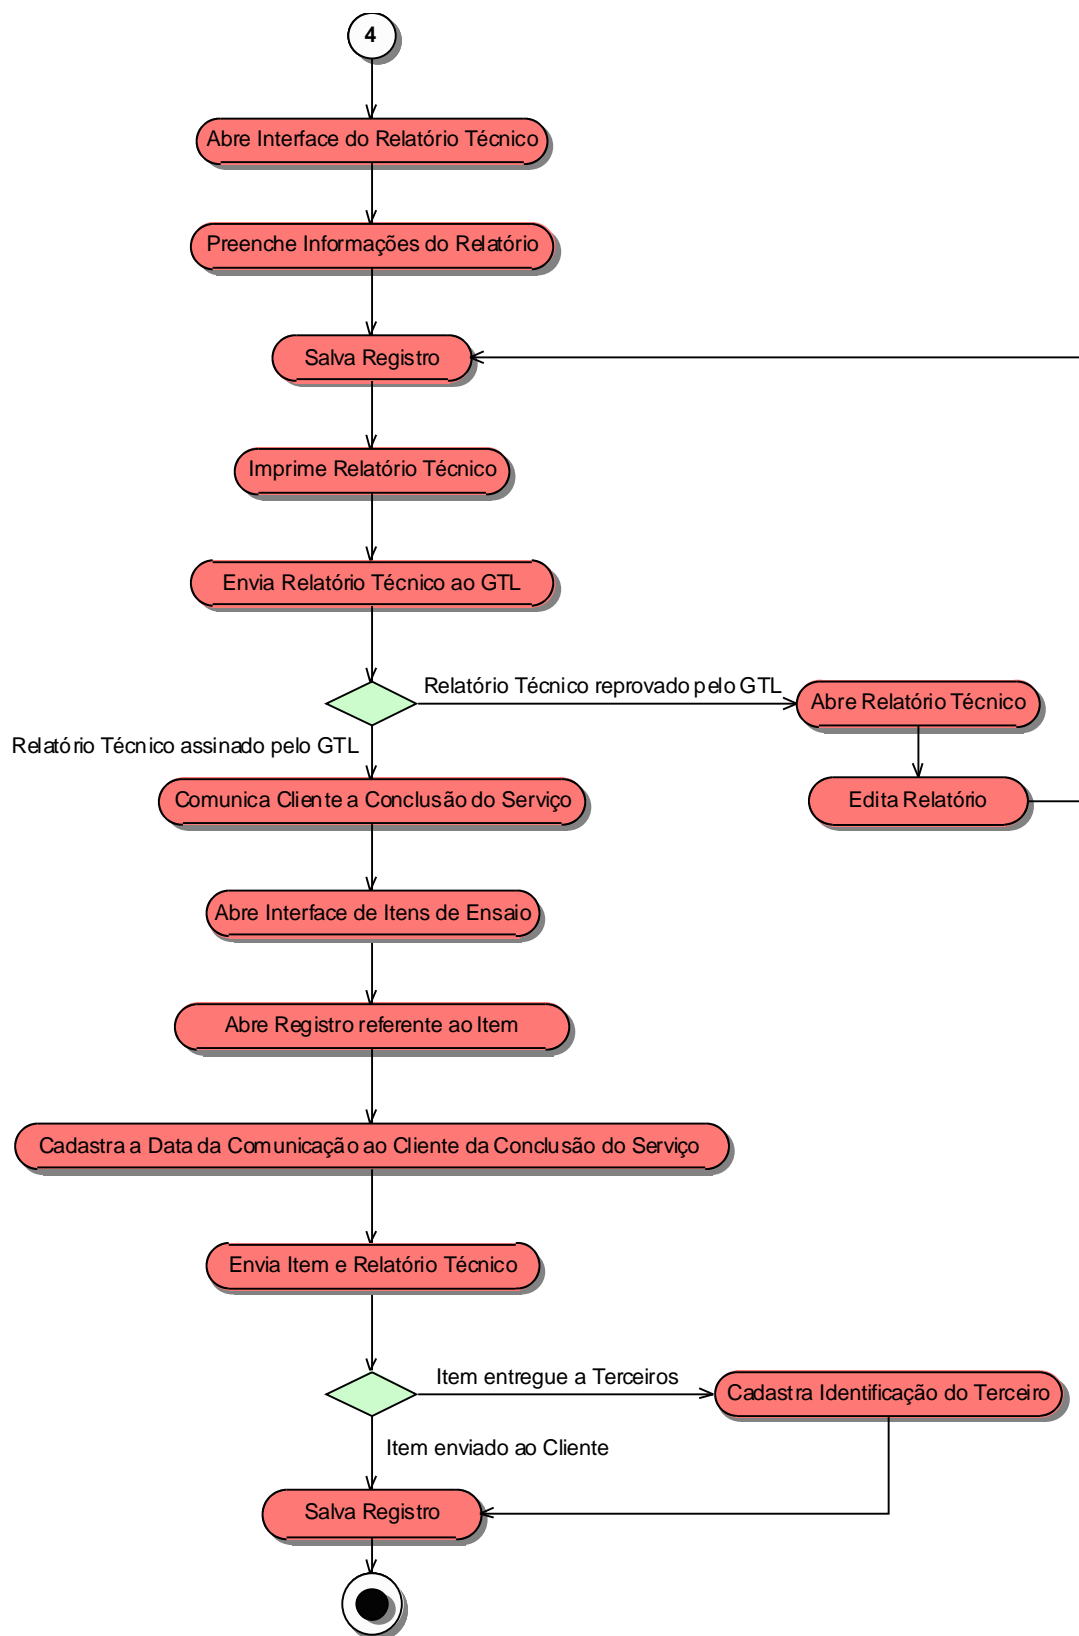 4
Abre Interface do Relatório Técnico
Preenche Informações do Relatório
Salva Registro
Imprime Relatório Técnico
Envia Relatório Técnico ao GTL
Relatório Técnico reprovado pelo GTL
Abre Relatório Técnico
Relatório Técnico assinado pelo GTL
Comunica Cliente a Conclusão do Serviço
Edita Relatório
Abre Interface de Itens de Ensaio
Abre Registro referente ao Item
Cadastra a Data da Comunicação ao Cliente da Conclusão do Serviço
Envia Item e Relatório Técnico
Item entregue a Terceiros
Cadastra Identificação do Terceiro
Item enviado ao Cliente
Salva Registro